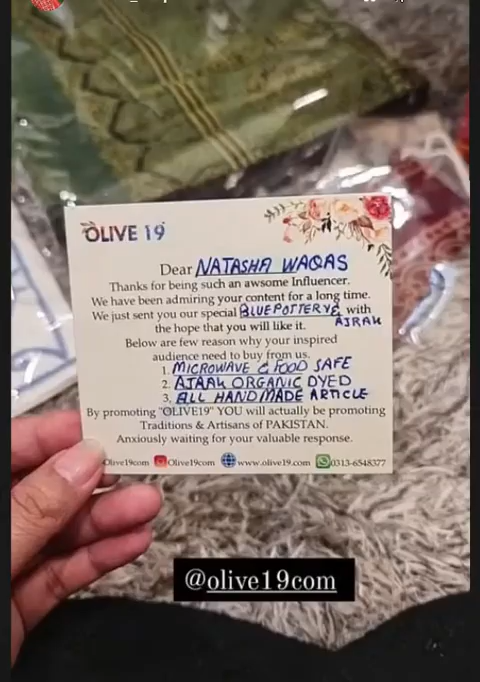 OLIVE 19
Dear NATASHA WAQAS
Thanks for being such an awsome Influencer.
We have been admiring your content for a long time.
We just sent you our special BLUEPOTTERY & with
AJRAK
the hope that you will like it.
Below are few reason why your inspired
audience need to buy from us.
1. MICROWAVE & FOOD SAFE
2. AJRAK ORGANIC DYED
3. ALL HANDMADE ARTICLE
By promoting "OLIVE19" YOU will actually be promoting
Traditions & Artisans of PAKISTAN.
Anxiously waiting for your valuable response.
Olive19com Olive19com www.olive19.com 0313-6548377
@olive19com